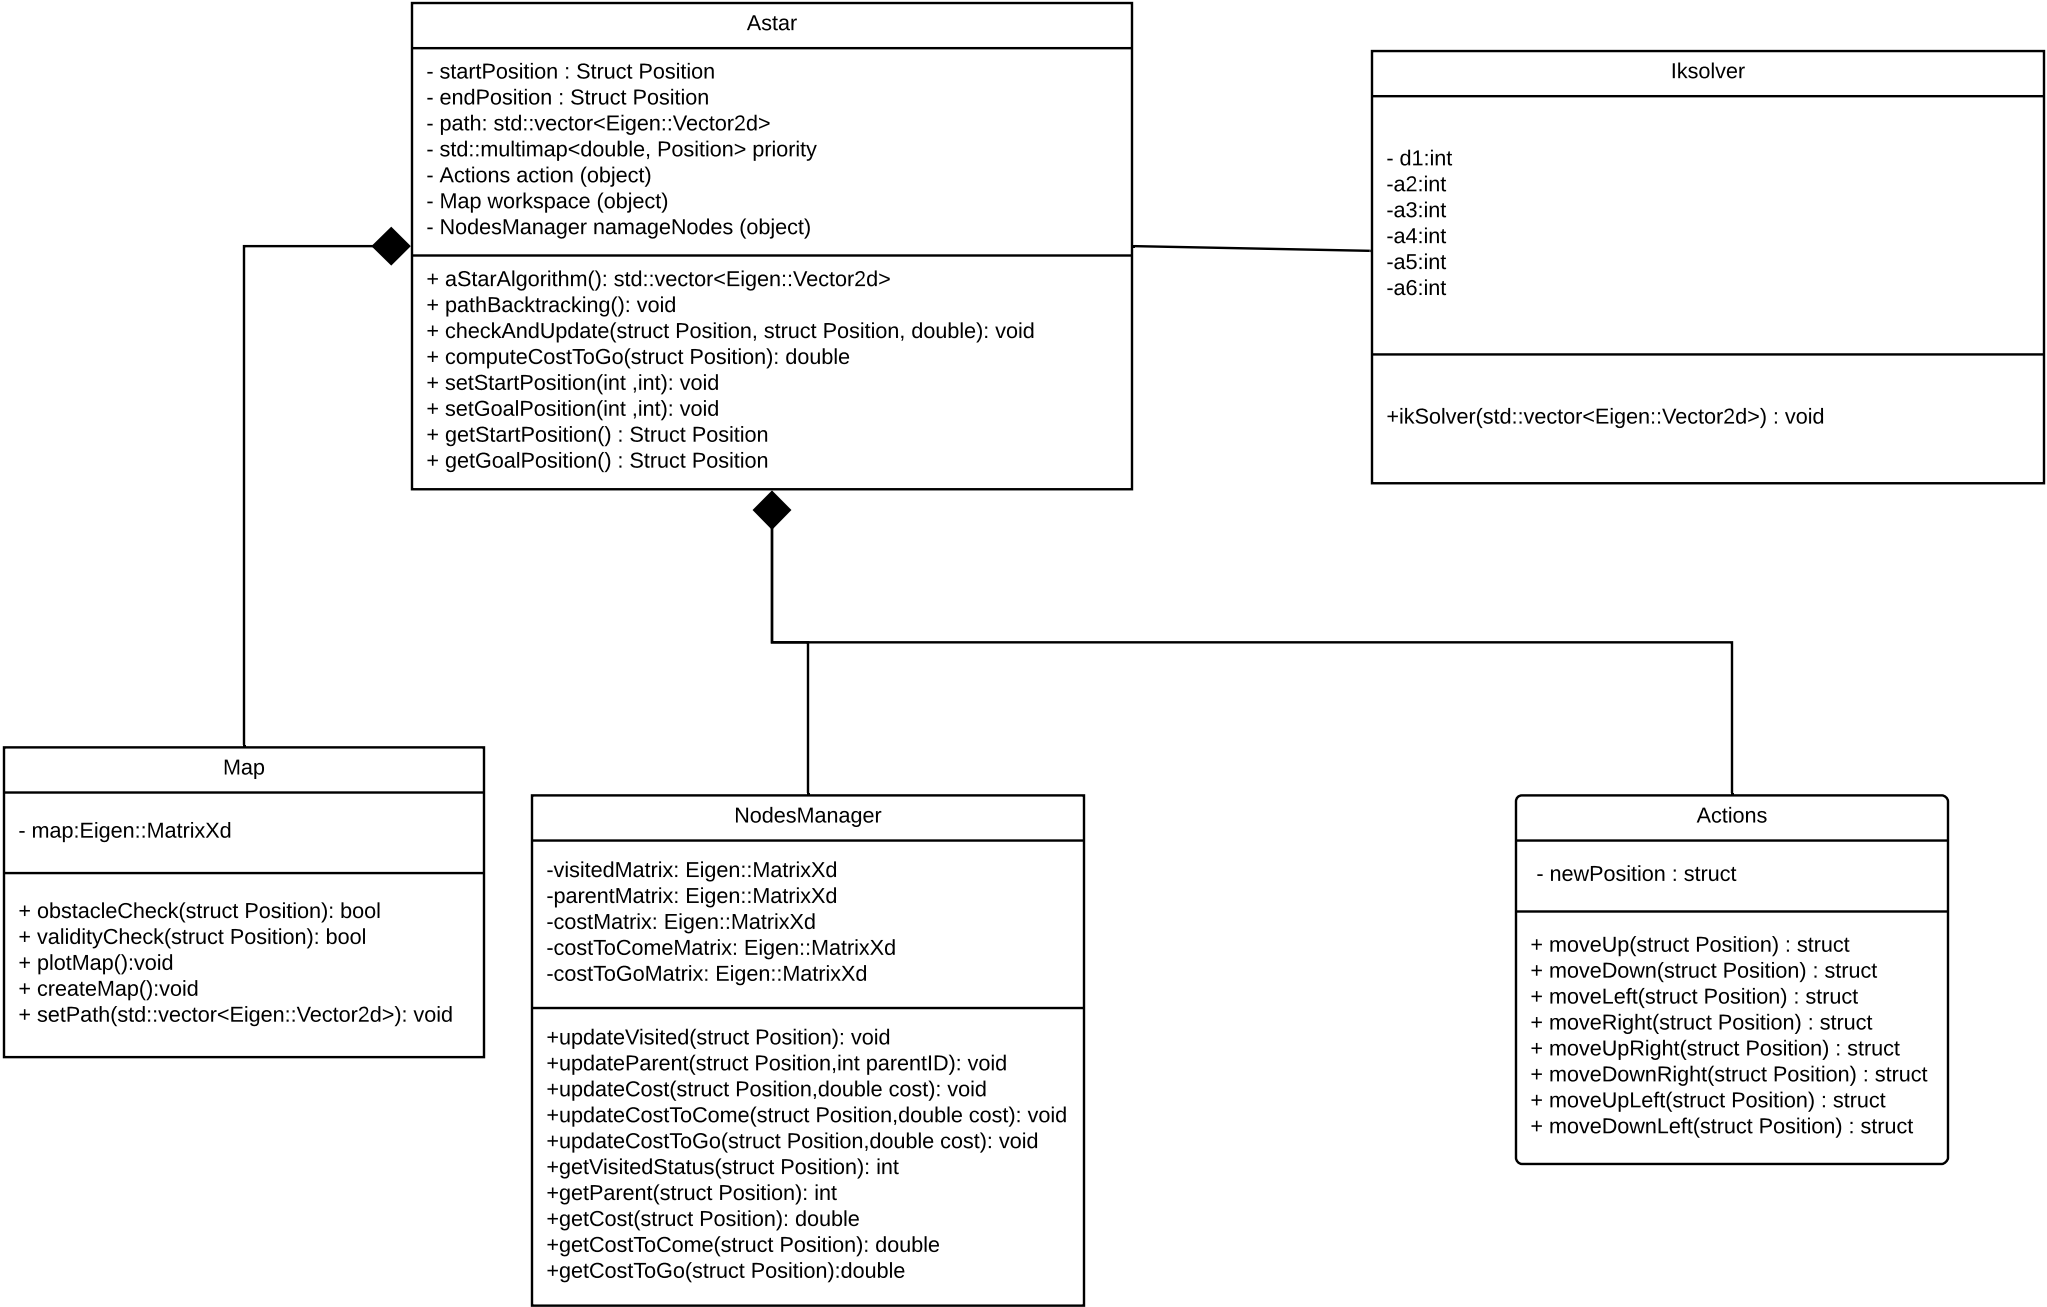 Astar
- startPosition : Struct Position
- endPosition : Struct Position
- path: std::vector<Eigen::Vector2d>
- std::multimap<double, Position> priority
- Actions action (object)
- Map workspace (object)
- NodesManager namageNodes (object)
+ aStarAlgorithm(): std::vector<Eigen::Vector2d>
+ pathBacktracking(): void
+ checkAndUpdate(struct Position, struct Position, double): void
+ computeCostToGo(struct Position): double
+ setStartPosition(int ,int): void
+ setGoalPosition(int ,int): void
+ getStartPosition() : Struct Position
+ getGoalPosition() : Struct Position
Iksolver
- d1:int
-a2:int
-a3:int
-a4:int
-a5:int
-a6:int
+ikSolver(std::vector<Eigen::Vector2d>) : void
Map
- map:Eigen::MatrixXd
+ obstacleCheck(struct Position): bool
+ validityCheck(struct Position): bool
+ plotMap():void
+ createMap():void
+ setPath(std::vector<Eigen::Vector2d>): void
NodesManager
-visitedMatrix: Eigen::MatrixXd
-parentMatrix: Eigen::MatrixXd
-costMatrix: Eigen::MatrixXd
-costToComeMatrix: Eigen::MatrixXd
-costToGoMatrix: Eigen::MatrixXd
+updateVisited(struct Position): void
+updateParent(struct Position,int parentID): void
+updateCost(struct Position,double cost): void
+updateCostToCome(struct Position,double cost): void
+updateCostToGo(struct Position,double cost): void
+getVisitedStatus(struct Position): int
+getParent(struct Position): int
+getCost(struct Position): double
+getCostToCome(struct Position): double
+getCostToGo(struct Position):double
Actions
- newPosition : struct
+ moveUp(struct Position) : struct
+ moveDown(struct Position) : struct
+ moveLeft(struct Position) : struct
+ moveRight(struct Position) : struct
+ moveUpRight(struct Position) : struct
+ moveDownRight(struct Position) : struct
+ moveUpLeft(struct Position) : struct
+ moveDownLeft(struct Position) : struct